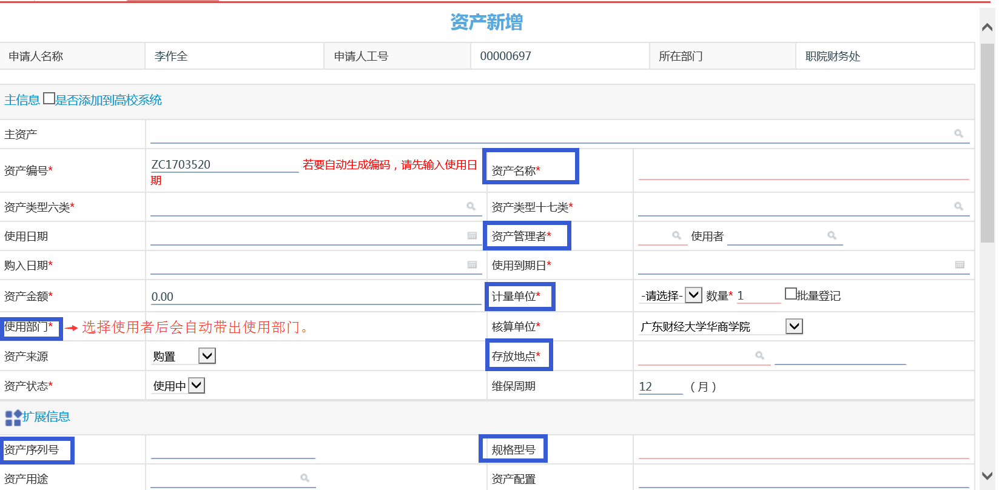 资产新增
申请人名称 李作全 申请人工号 00000697 所在部门 职院财务处
主信息 是否添加到高校系统
主资产
资产编号* ZC1703520 若要自动生成编码，请先输入使用日期 资产名称*
资产类型六类* 资产类型十七类*
使用日期 资产管理者* 使用者
购入日期* 使用到期日*
资产金额* 0.00 计量单位* -请选择- 数量* 1 批量登记
使用部门* 选择使用者后会自动带出使用部门。 核算单位* 广东财经大学华商学院
资产来源 购置 存放地点*
资产状态* 使用中 维保周期 12 （月）
扩展信息
资产序列号 规格型号
资产用途 资产配置